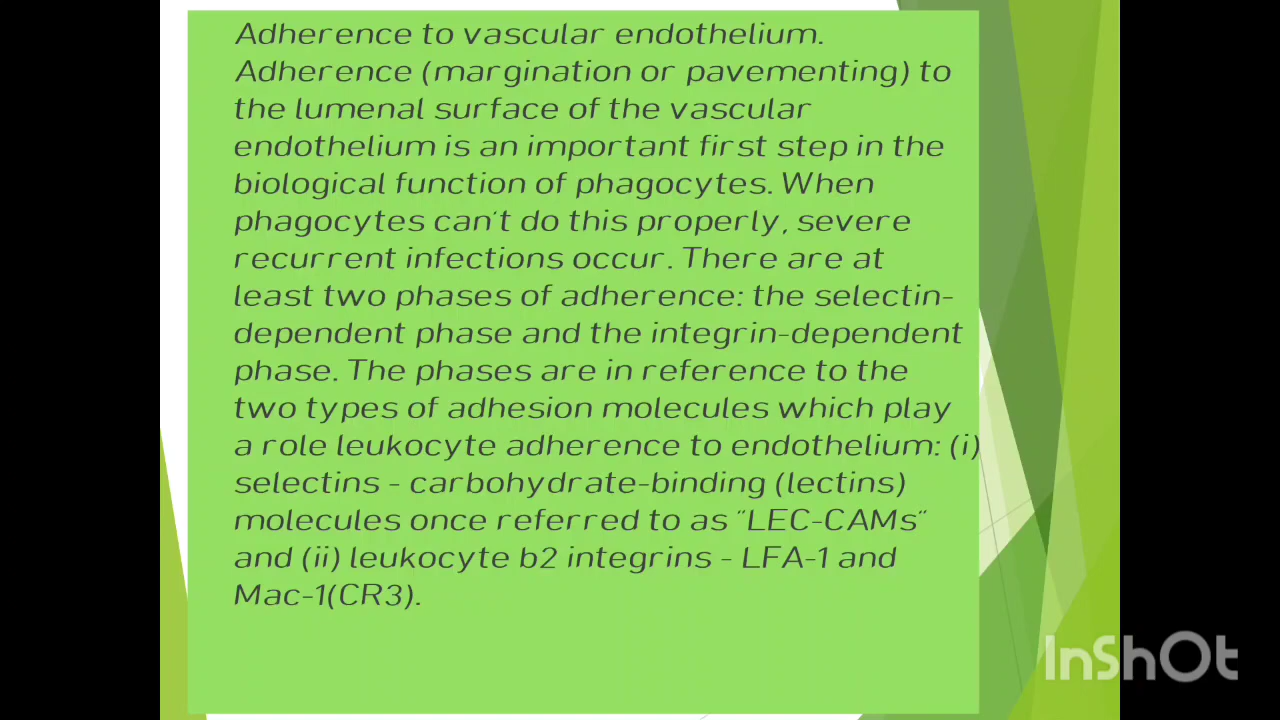 Adherence to vascular endothelium.
Adherence (margination or pavementing) to
the lumenal surface of the vascular
endothelium is an important first step in the
biological function of phagocytes. When
phagocytes can't do this properly, severe
recurrent infections occur. There are at
least two phases of adherence: the selectin-
dependent phase and the integrin-dependent
phase. The phases are in reference to the
two types of adhesion molecules which play
a role leukocyte adherence to endothelium: (i)
selectins - carbohydrate-binding (lectins)
molecules once referred to as "LEC-CAMs"
and (ii) leukocyte b2 integrins - LFA-1 and
Mac-1(CR3).
InShOt